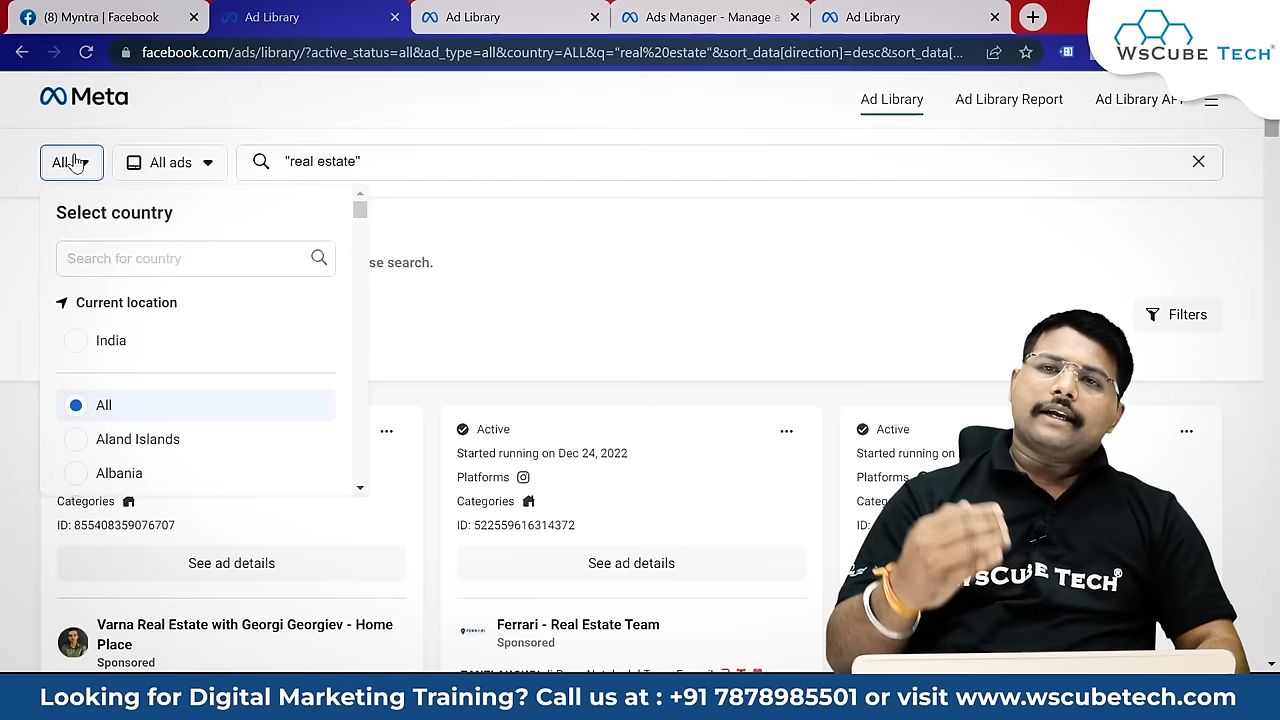 (8) Myntra | Facebook
Ad Library
Ad Library
Ads Manager - Manage a
Ad Library
facebook.com/ads/library/?active_status=all&ad_type=all&country=ALL&q="real%20estate"&sort_data[direction]=desc&sort_data[...
WsCube Tech®
Meta
Ad Library
Ad Library Report
Ad Library API
All
All ads
"real estate"
Select country
Search for country
se search.
Current location
India
Filters
All
Aland Islands
Albania
Active
Started running on Dec 24, 2022
Platforms
Categories
ID: 522559616314372
See ad details
Ferrari - Real Estate Team
Sponsored
Active
Started running on
Platforms
Categ
ID:
Categories
ID: 855408359076707
See ad details
Varna Real Estate with Georgi Georgiev - Home
Place
Sponsored
WsCube Tech®
Looking for Digital Marketing Training? Call us at : +91 7878985501 or visit www.wscubetech.com